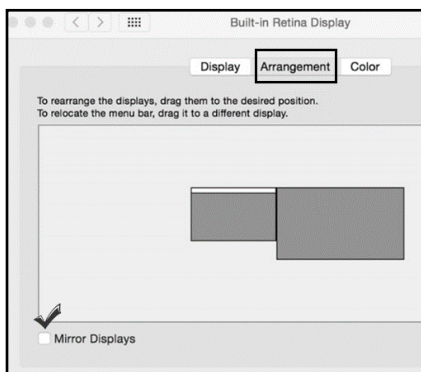 Built-in Retina Display
Display Arrangement Color
To rearrange the displays, drag them to the desired position.
To relocate the menu bar, drag it to a different display.
Mirror Displays